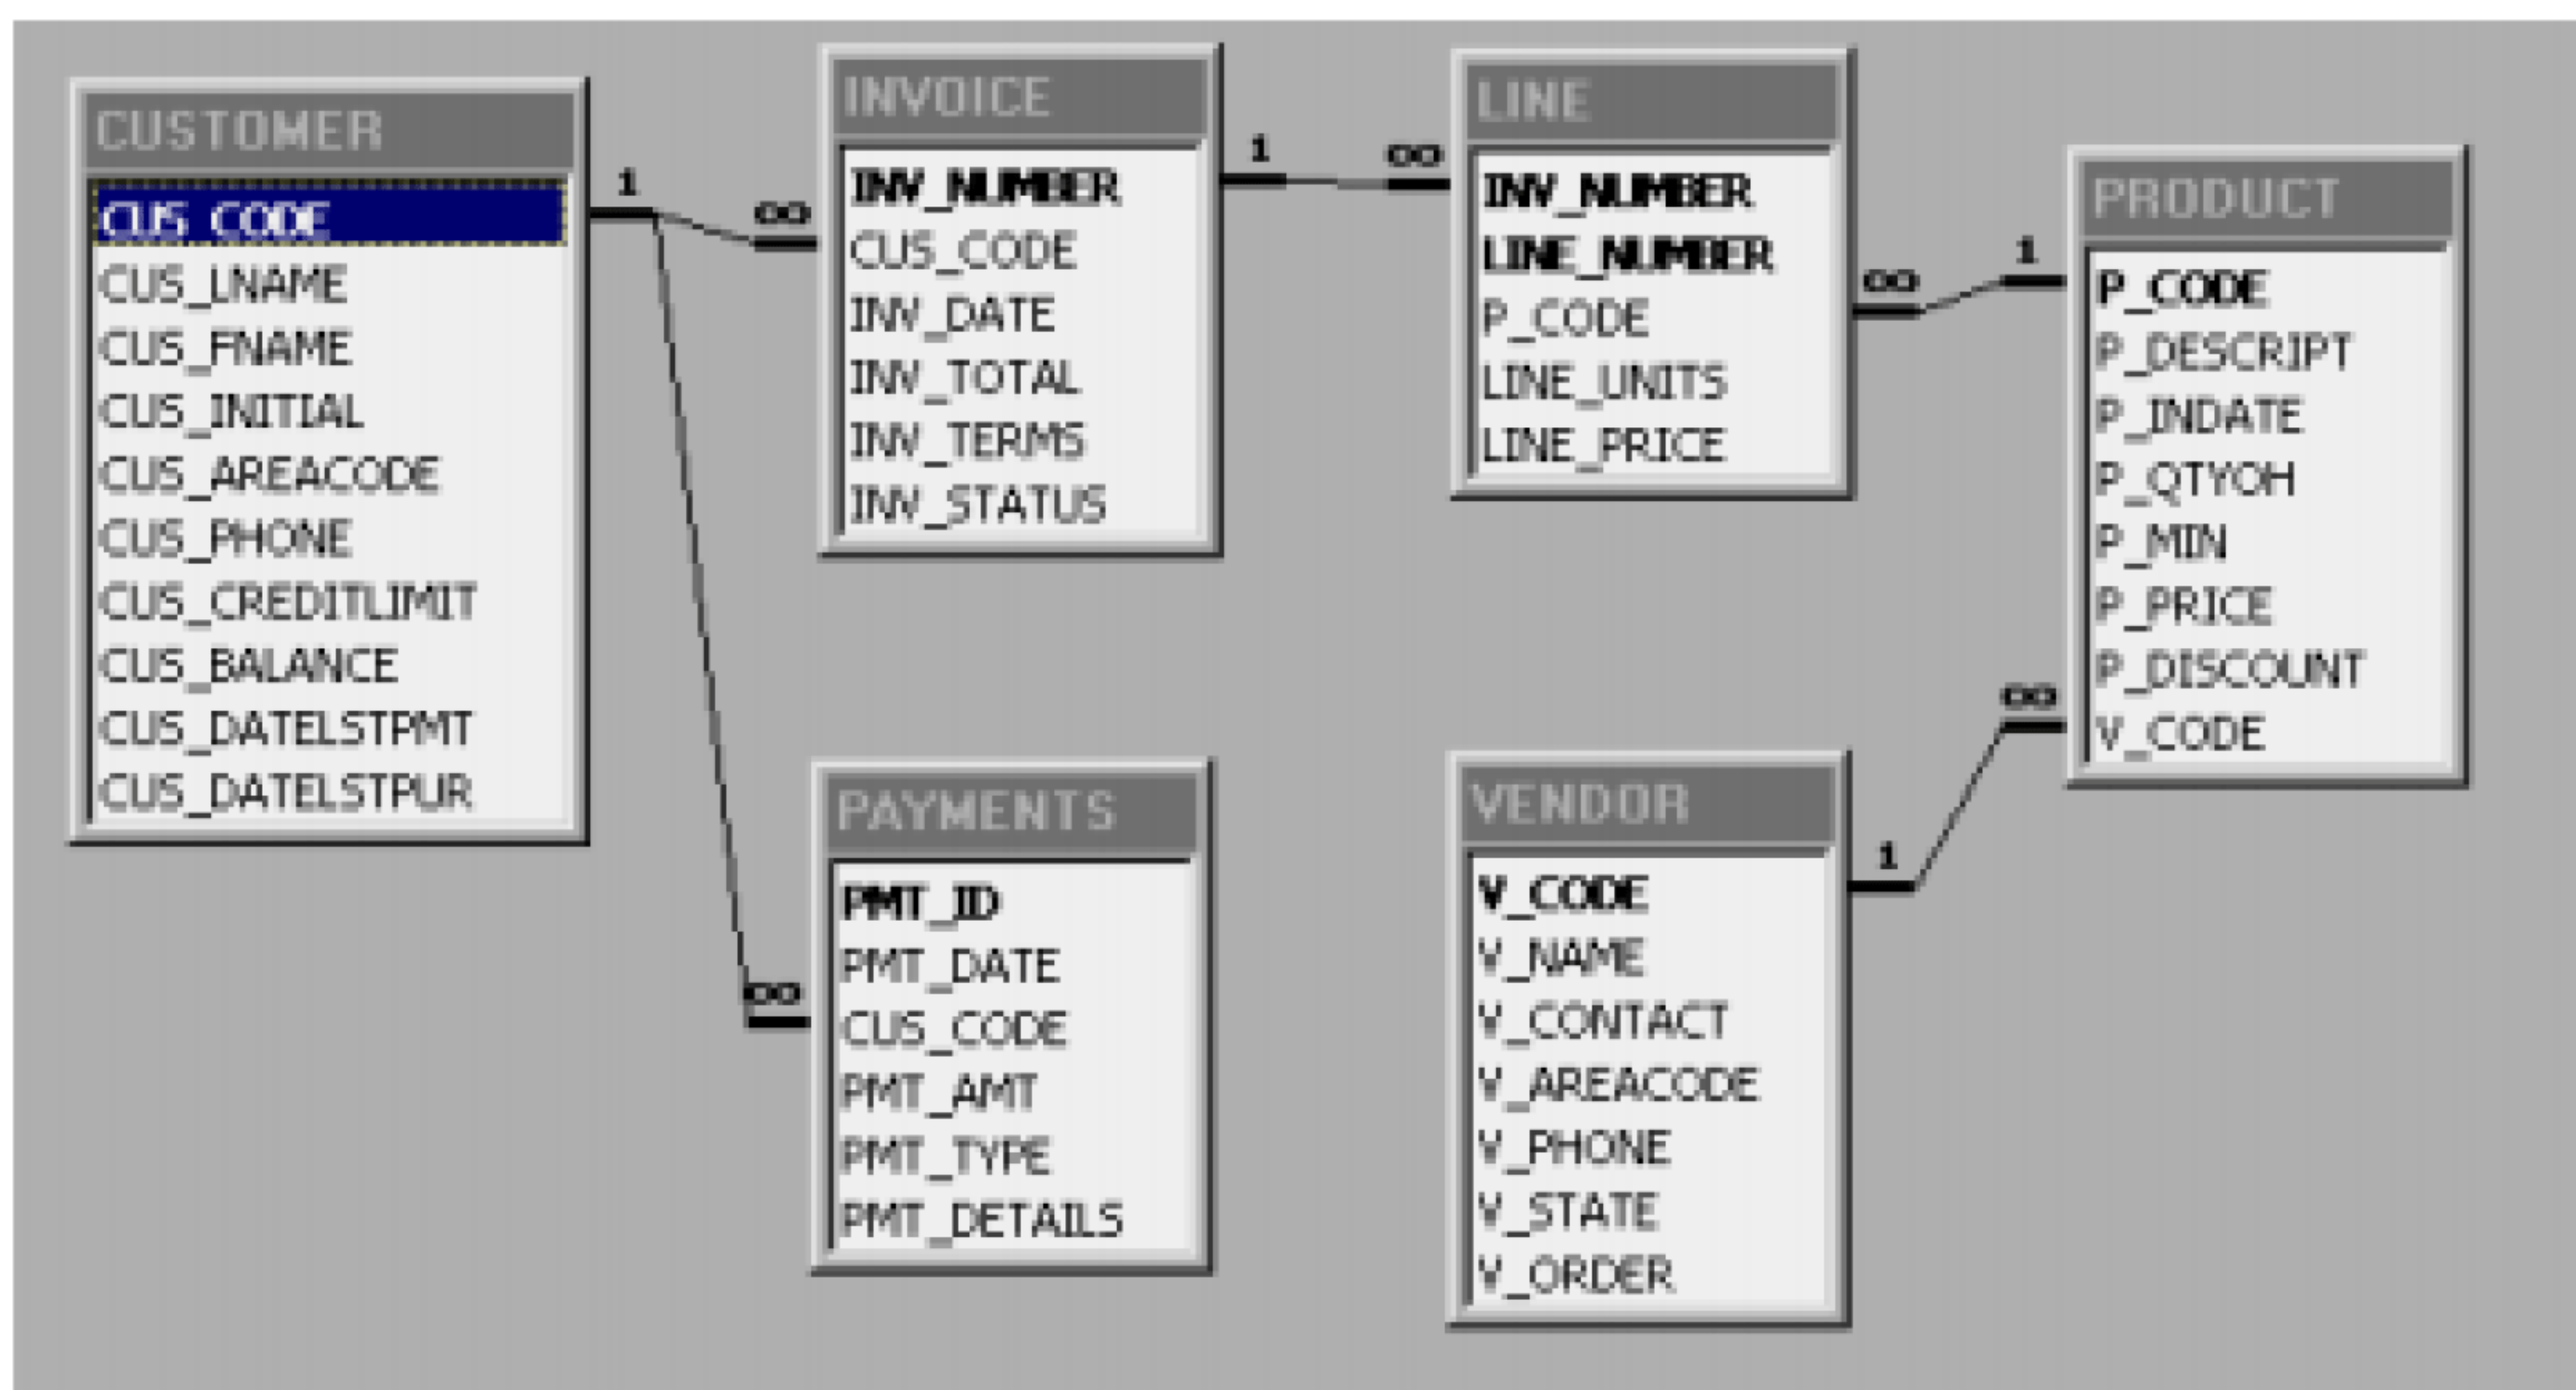 CUSTOMER
CUS_CODE
CUS_LNAME
CUS_FNAME
CUS_INITIAL
CUS_AREACODE
CUS_PHONE
CUS_CREDITLIMIT
CUS_BALANCE
CUS_DATELSTPMT
CUS_DATELSTPUR
1
∞
∞
INVOICE
INV_NUMBER
CUS_CODE
INV_DATE
INV_TOTAL
INV_TERMS
INV_STATUS
1
∞
LINE
INV_NUMBER
LINE_NUMBER
P_CODE
LINE_UNITS
LINE_PRICE
∞
1
PRODUCT
P_CODE
P_DESCRIPT
P_INDATE
P_QTYOH
P_MIN
P_PRICE
P_DISCOUNT
V_CODE
PAYMENTS
PMT_ID
PMT_DATE
CUS_CODE
PMT_AMT
PMT_TYPE
PMT_DETAILS
VENDOR
V_CODE
V_NAME
V_CONTACT
V_AREACODE
V_PHONE
V_STATE
V_ORDER
1
∞